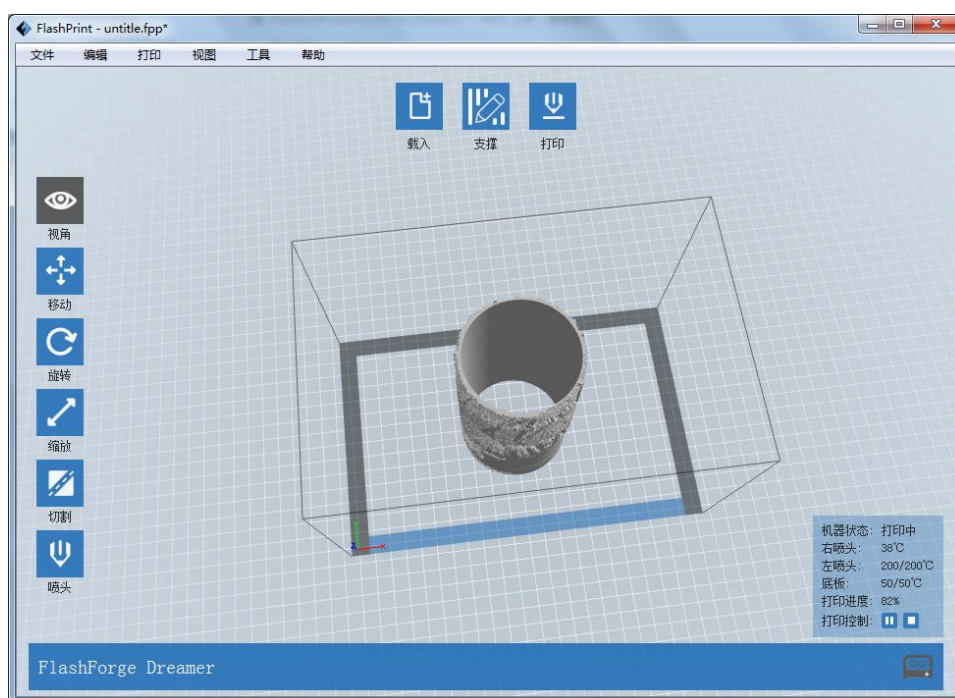 FlashPrint - untitle.fpp*
文件 编辑 打印 视图 工具 帮助
载入 支撑 打印
视角
移动
旋转
缩放
切割
喷头
机器状态: 打印中
右喷头: 38℃
左喷头: 200/200℃
底板: 50/50℃
打印进度: 82%
打印控制:
FlashForge Dreamer